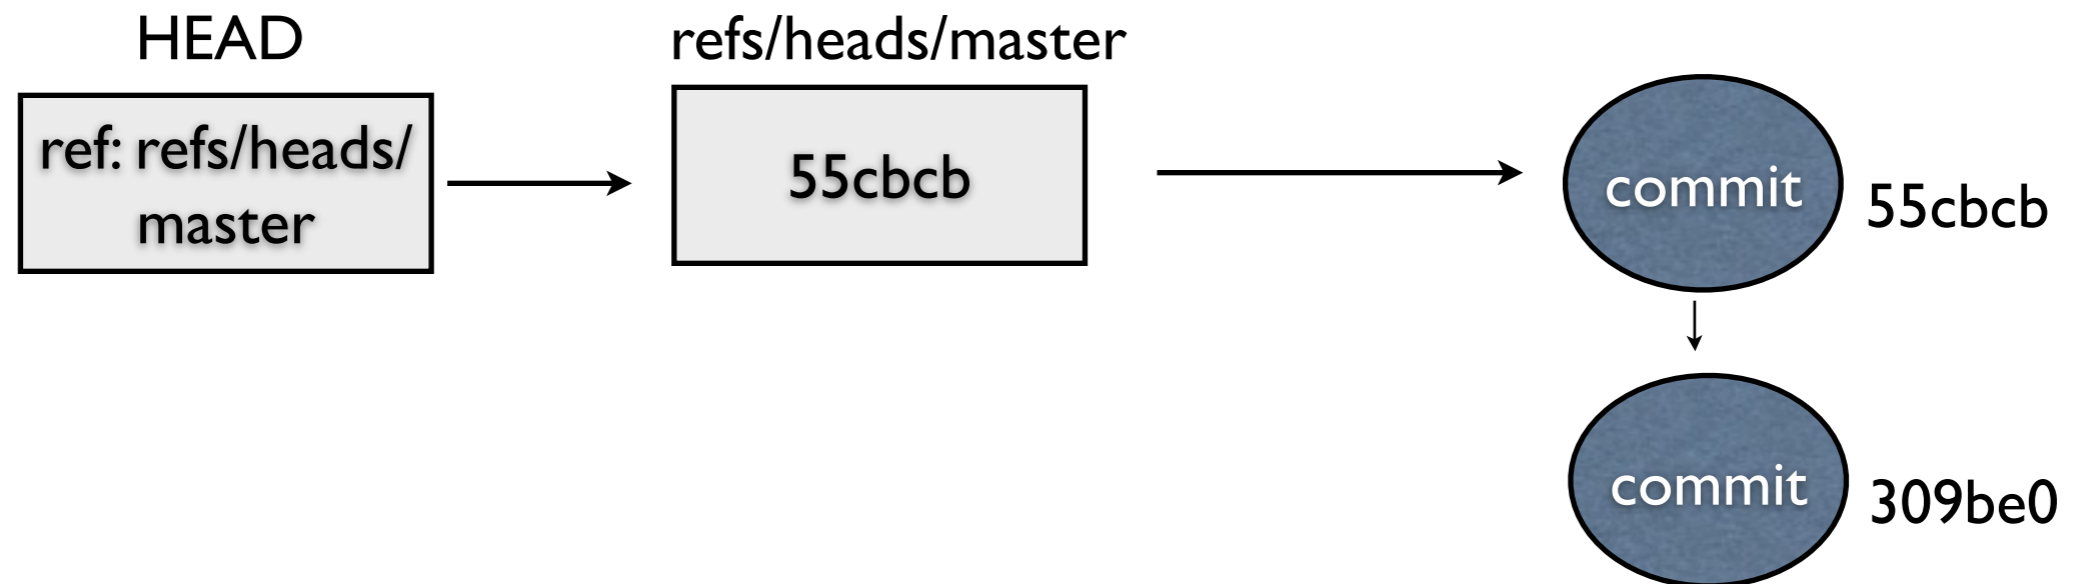 HEAD
ref: refs/heads/
master
refs/heads/master
55cbcb
commit
55cbcb
commit
309be0